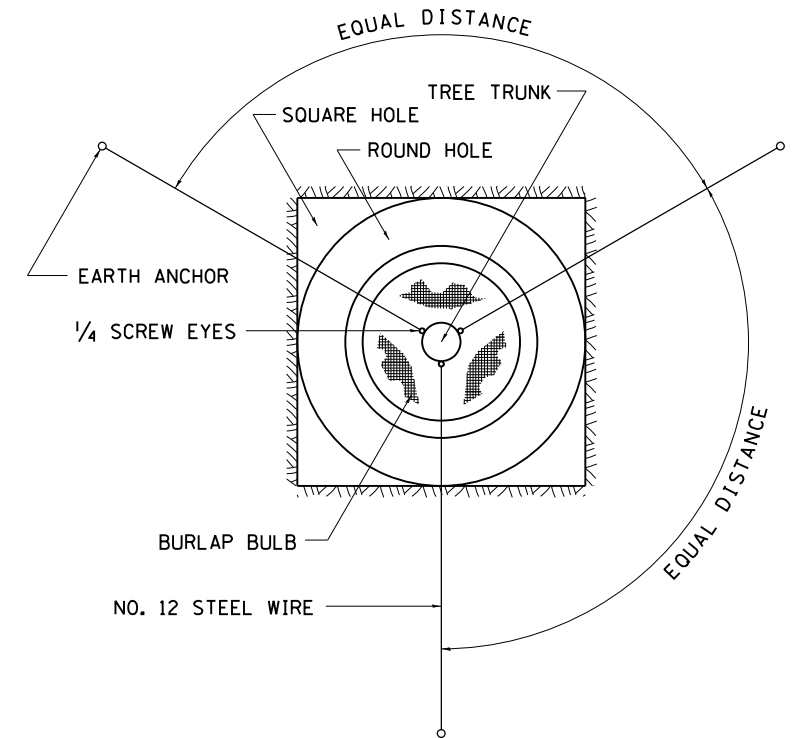 EQUAL DISTANCE
TREE TRUNK
SQUARE HOLE
ROUND HOLE
EARTH ANCHOR
1/4 SCREW EYES
EQUAL DISTANCE
BURLAP BULB
NO. 12 STEEL WIRE